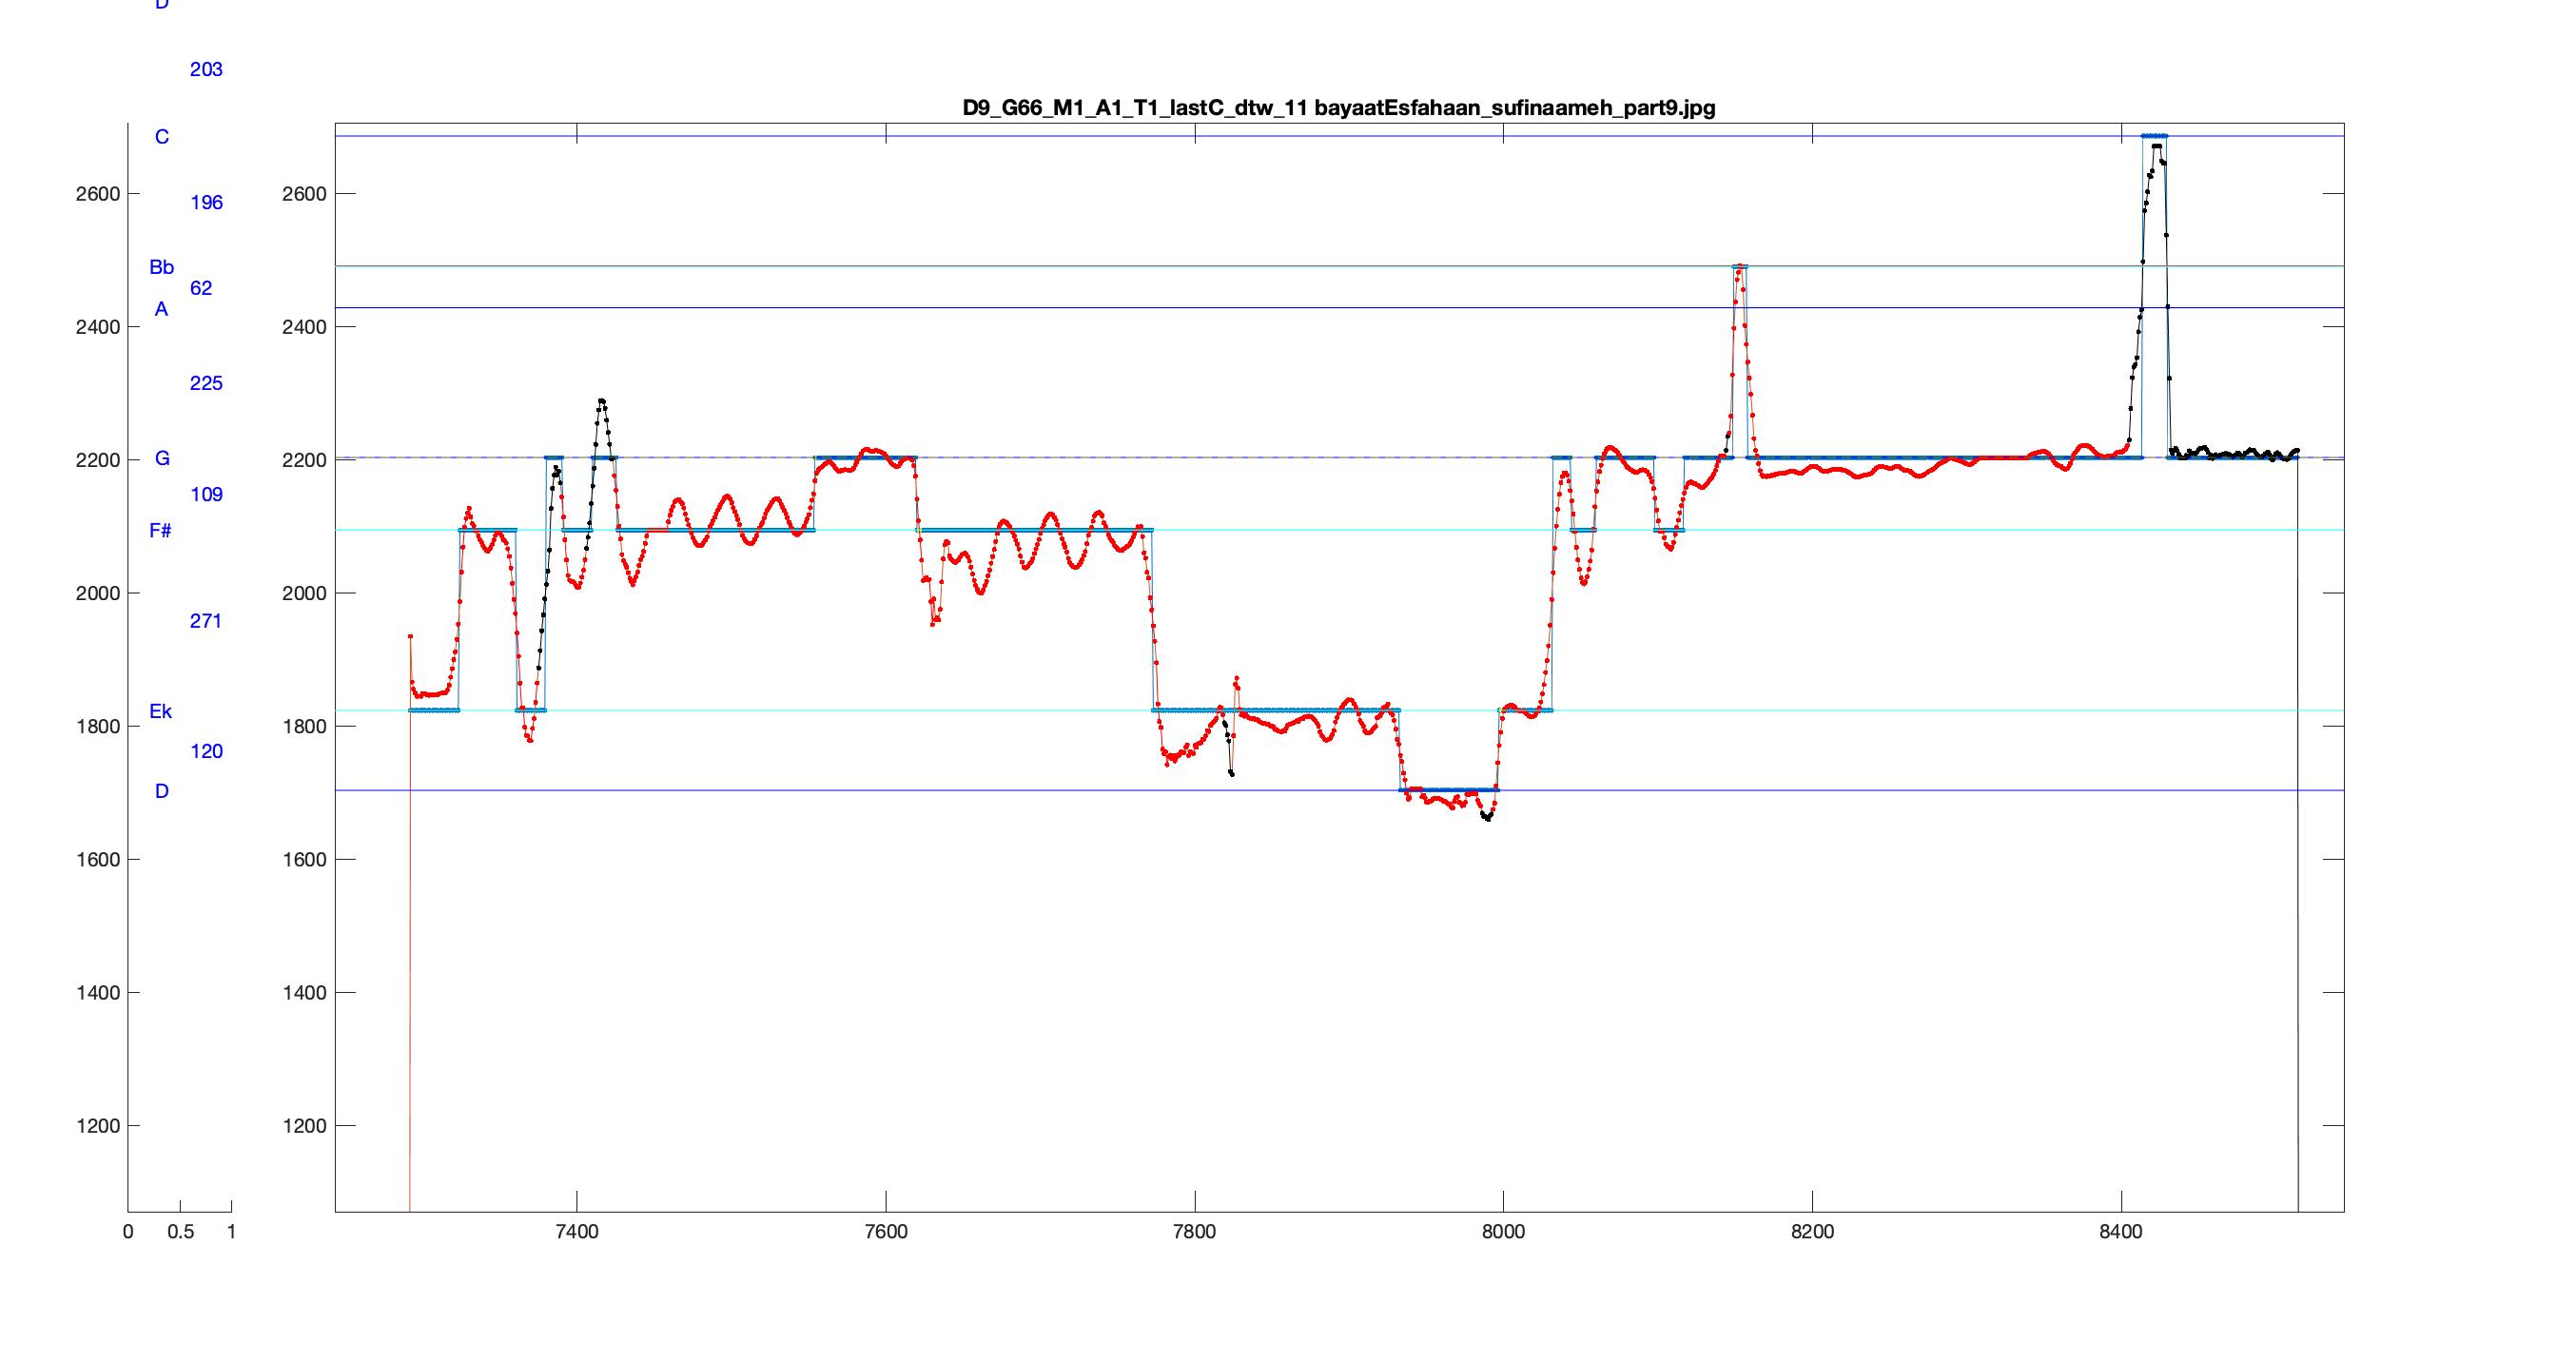 D
203
D9_G66_M1_A1_T1_lastC_dtw_11 bayaatEsfahaan_sufinaameh_part9.jpg
C
2600 196 2600
Bb
62
A
2400 2400
225
2200 G 2200
109
F#
2000 2000
271
Ek
1800 1800
120
D
1600 1600
1400 1400
1200 1200
0 0.5 1 7400 7600 7800 8000 8200 8400